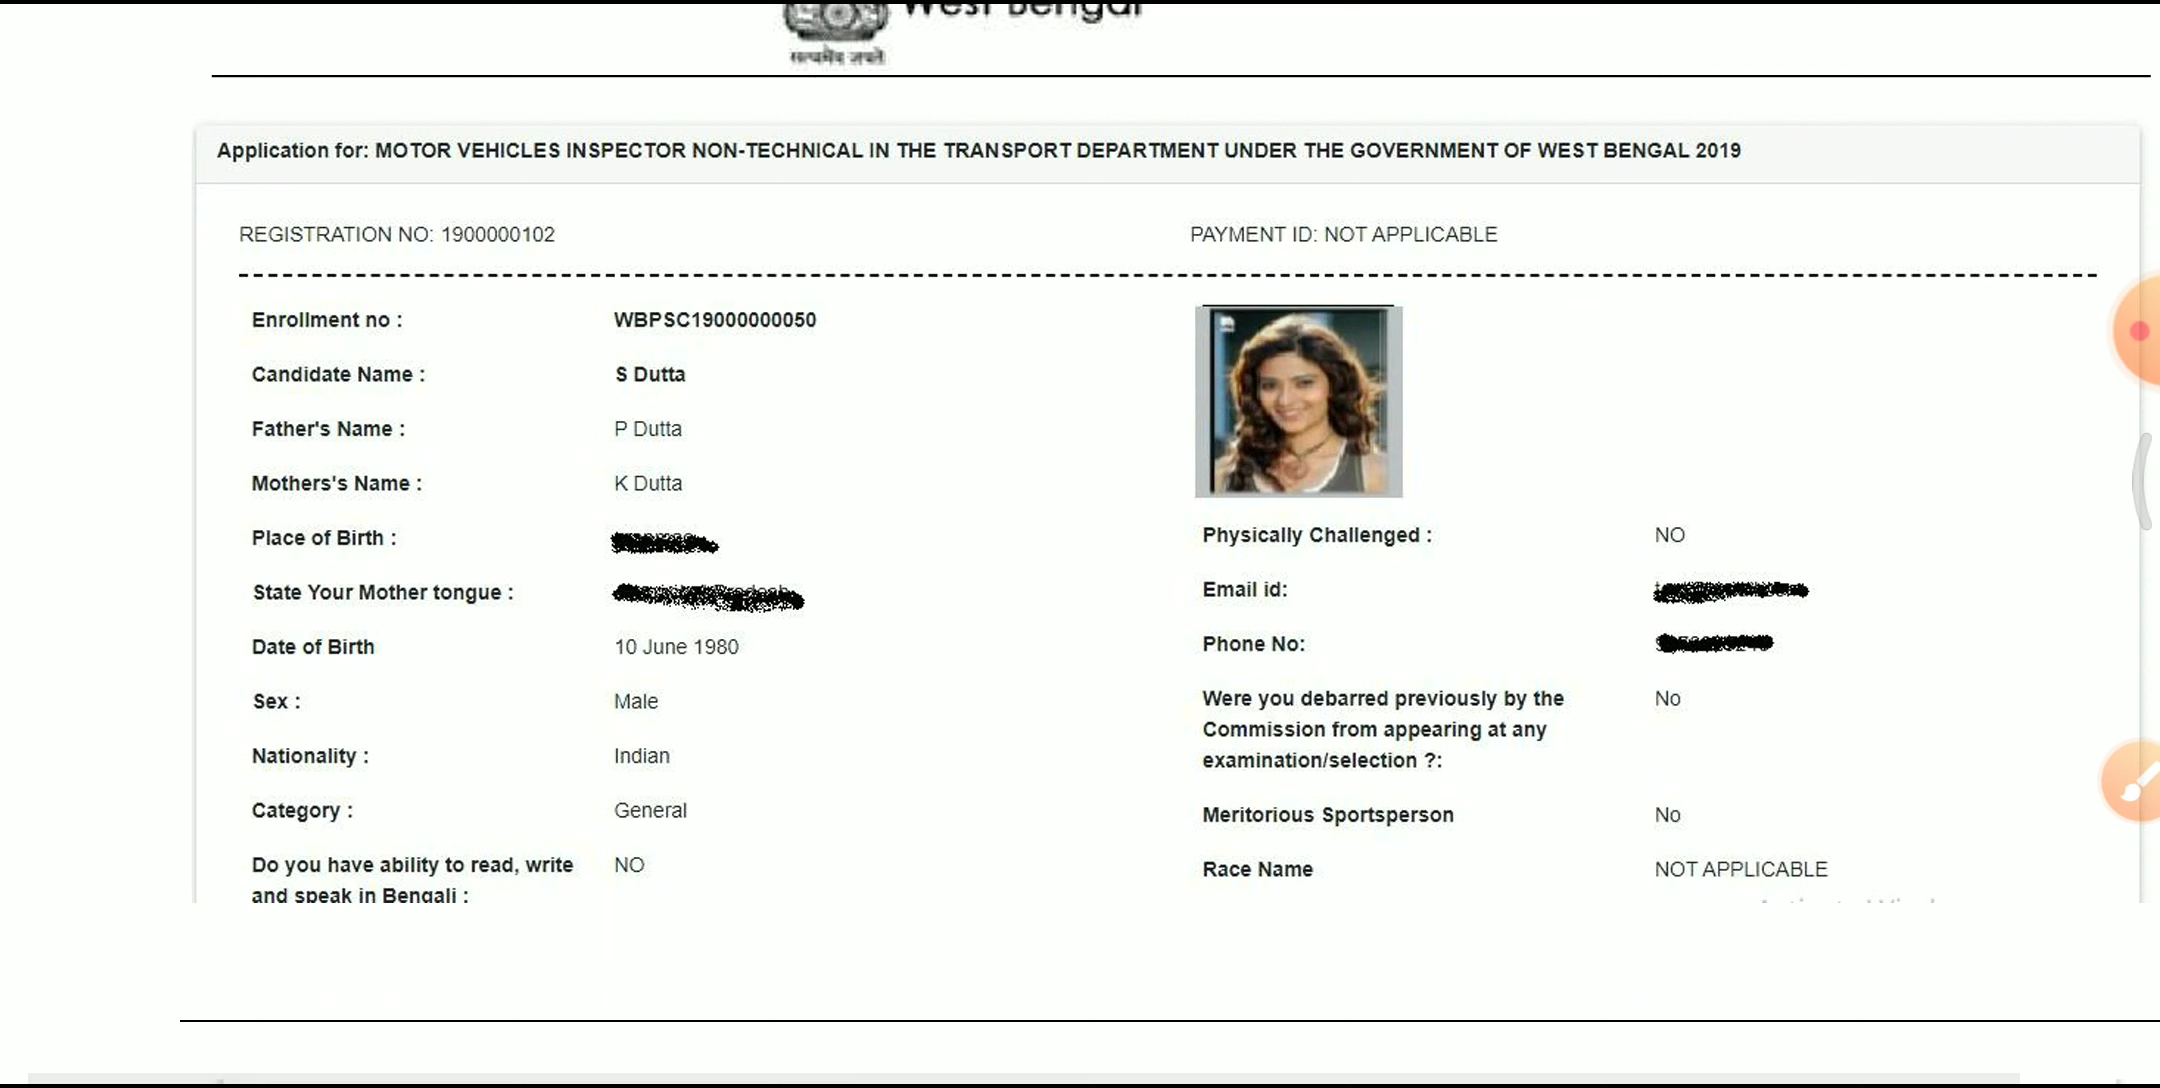 West Bengal
सत्यमेव जयते
Application for: MOTOR VEHICLES INSPECTOR NON-TECHNICAL IN THE TRANSPORT DEPARTMENT UNDER THE GOVERNMENT OF WEST BENGAL 2019
REGISTRATION NO: 1900000102
PAYMENT ID: NOT APPLICABLE
Enrollment no : WBPSC19000000050
Candidate Name : S Dutta
Father's Name : P Dutta
Mothers's Name : K Dutta
Place of Birth :
State Your Mother tongue :
Date of Birth 10 June 1980
Sex : Male
Nationality : Indian
Category : General
Do you have ability to read, write NO
and speak in Bengali :
Physically Challenged : NO
Email id:
Phone No:
Were you debarred previously by the No
Commission from appearing at any
examination/selection ?:
Meritorious Sportsperson No
Race Name NOT APPLICABLE